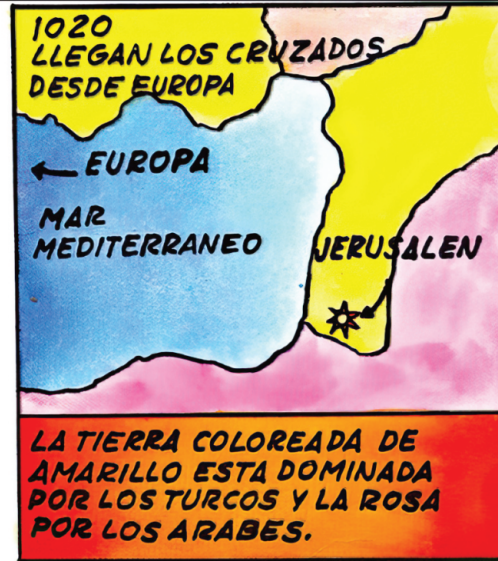 1020
LLEGAN LOS CRUZADOS
DESDE EUROPA
EUROPA
MAR
MEDITERRANEO
JERUSALEN
LA TIERRA COLOREADA DE
AMARILLO ESTA DOMINADA
POR LOS TURCOS Y LA ROSA
POR LOS ARABES.